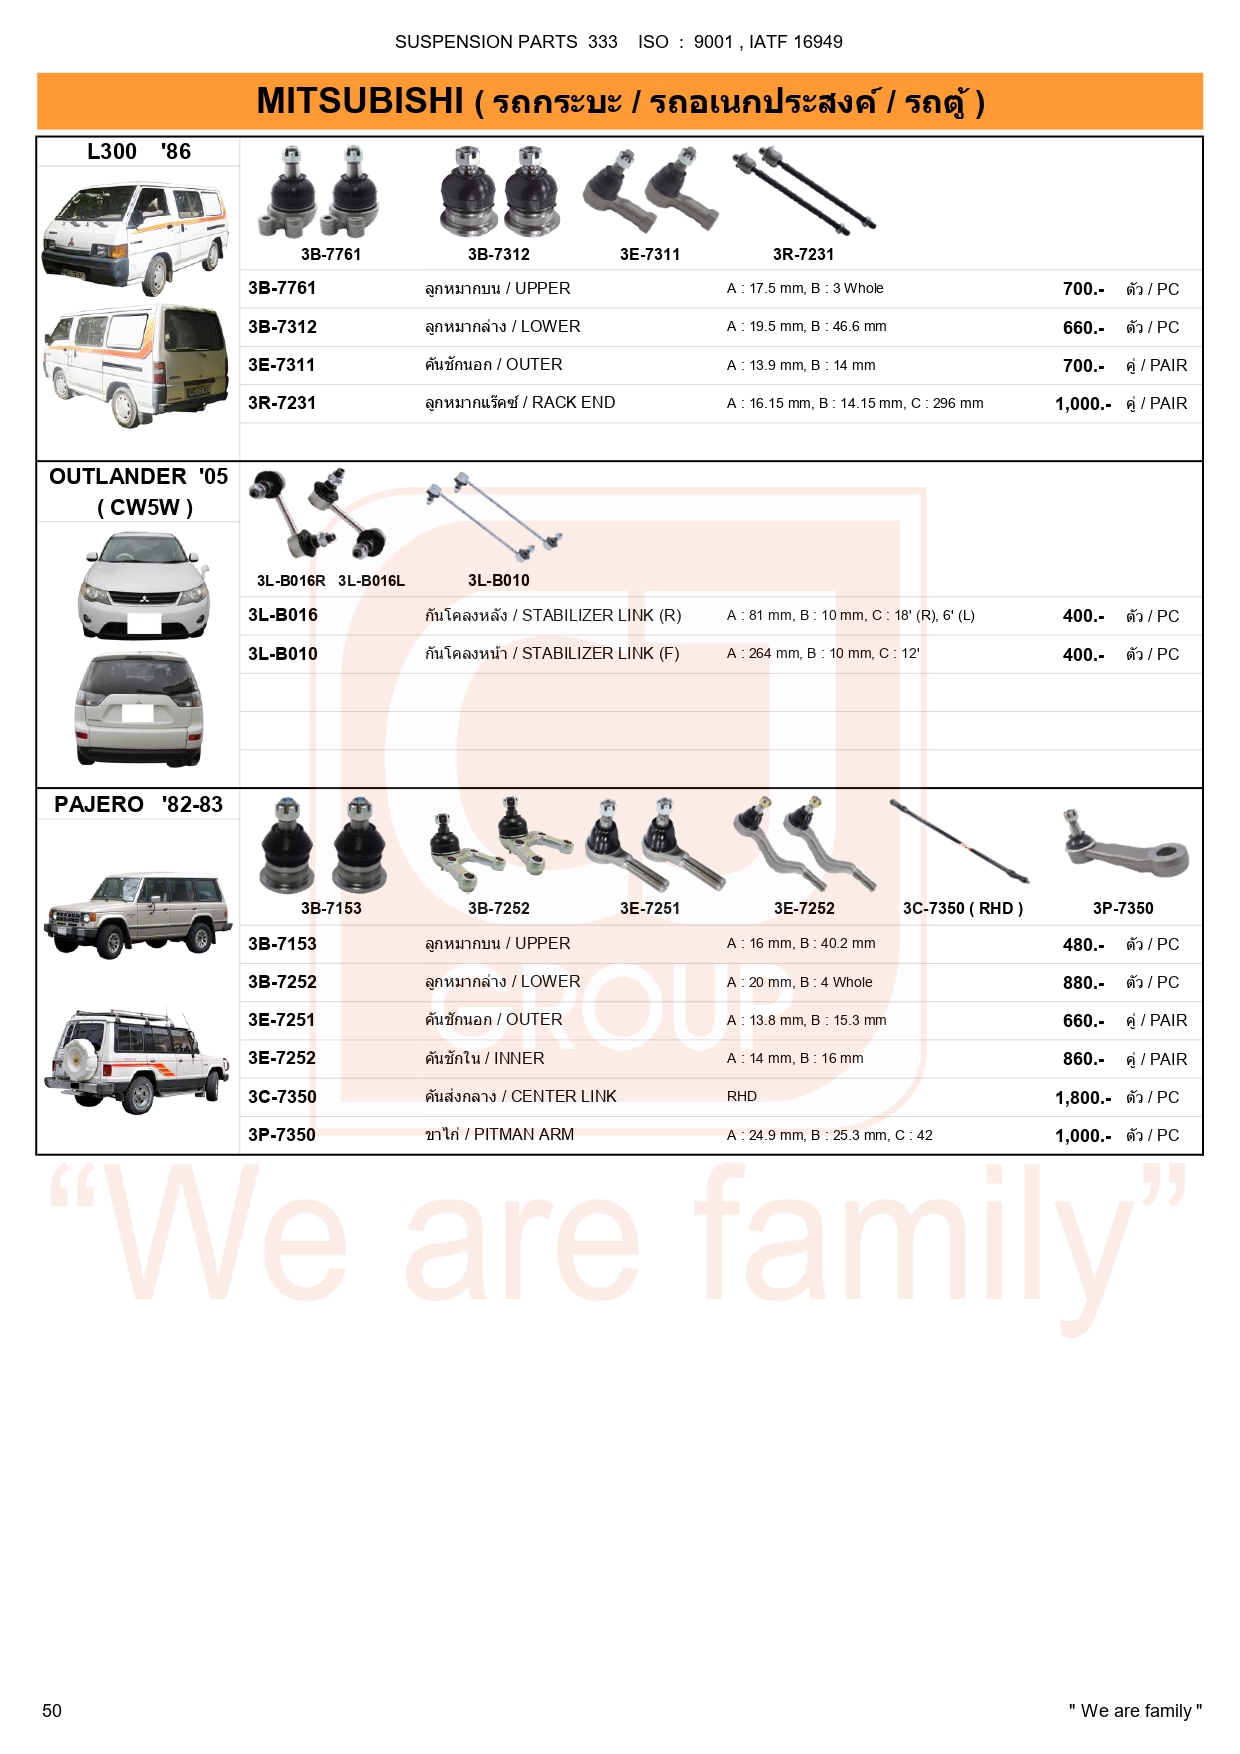 SUSPENSION PARTS 333 ISO : 9001 , IATF 16949
MITSUBISHI ( รถกระบะ / รถอเนกประสงค์ / รถตู้ )
L300 '86
3B-7761 3B-7312 3E-7311 3R-7231
3B-7761 ลูกหมากบน / UPPER A : 17.5 mm, B : 3 Whole 700.- ตัว / PC
3B-7312 ลูกหมากล่าง / LOWER A : 19.5 mm, B : 46.6 mm 660.- ตัว / PC
3E-7311 คันชักนอก / OUTER A : 13.9 mm, B : 14 mm 700.- คู่ / PAIR
3R-7231 ลูกหมากแร๊คซ์ / RACK END A : 16.15 mm, B : 14.15 mm, C : 296 mm 1,000.- คู่ / PAIR
OUTLANDER '05
( CW5W )
3L-B016R 3L-B016L 3L-B010
3L-B016 กันโคลงหลัง / STABILIZER LINK (R) A : 81 mm, B : 10 mm, C : 18' (R), 6' (L) 400.- ตัว / PC
3L-B010 กันโคลงหน้า / STABILIZER LINK (F) A : 264 mm, B : 10 mm, C : 12' 400.- ตัว / PC
PAJERO '82-83
3B-7153 3B-7252 3E-7251 3E-7252 3C-7350 ( RHD ) 3P-7350
3B-7153 ลูกหมากบน / UPPER A : 16 mm, B : 40.2 mm 480.- ตัว / PC
3B-7252 ลูกหมากล่าง / LOWER A : 20 mm, B : 4 Whole 880.- ตัว / PC
3E-7251 คันชักนอก / OUTER A : 13.8 mm, B : 15.3 mm 660.- คู่ / PAIR
3E-7252 คันชักใน / INNER A : 14 mm, B : 16 mm 860.- คู่ / PAIR
3C-7350 คันส่งกลาง / CENTER LINK RHD 1,800.- ตัว / PC
3P-7350 ขาไก่ / PITMAN ARM A : 24.9 mm, B : 25.3 mm, C : 42 1,000.- ตัว / PC
CJ
GROUP
“We are family”
50 " We are family "